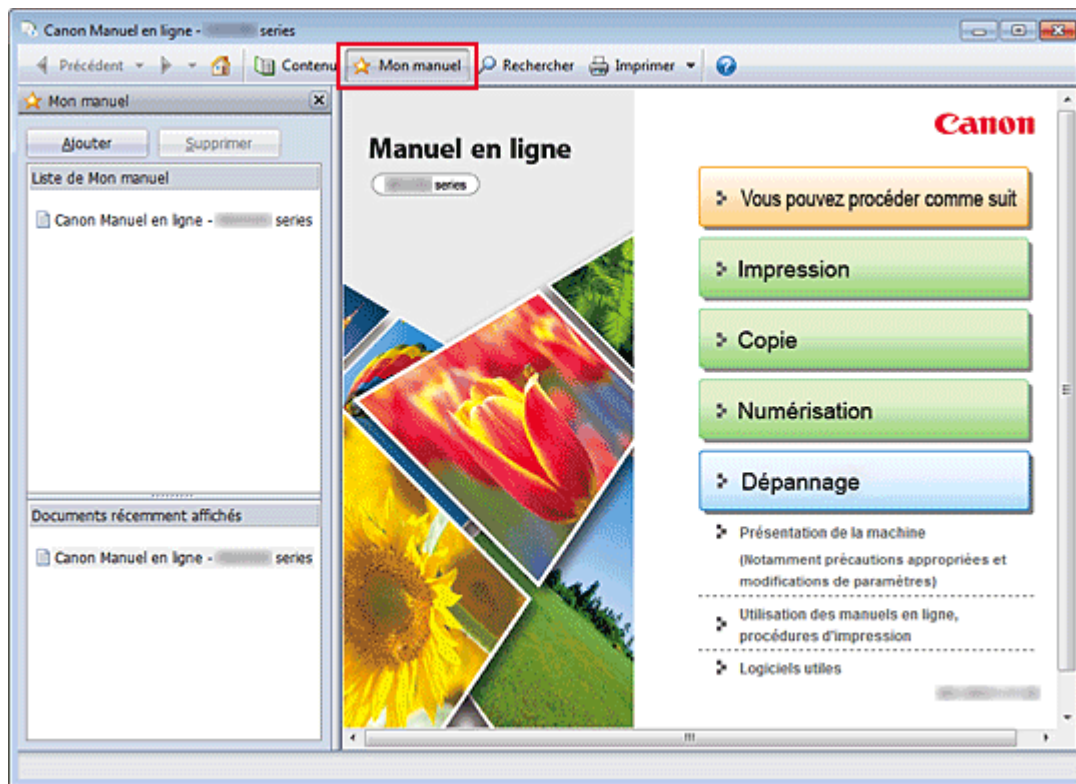 Canon Manuel en ligne - series
Précédent
Contenu
Mon manuel
Rechercher
Imprimer
Mon manuel
Ajouter
Supprimer
Liste de Mon manuel
Canon Manuel en ligne - series
Documents récemment affichés
Canon Manuel en ligne - series
Canon
Manuel en ligne
series
Vous pouvez procéder comme suit
Impression
Copie
Numérisation
Dépannage
Présentation de la machine
(Notamment précautions appropriées et
modifications de paramètres)
Utilisation des manuels en ligne,
procédures d'impression
Logiciels utiles